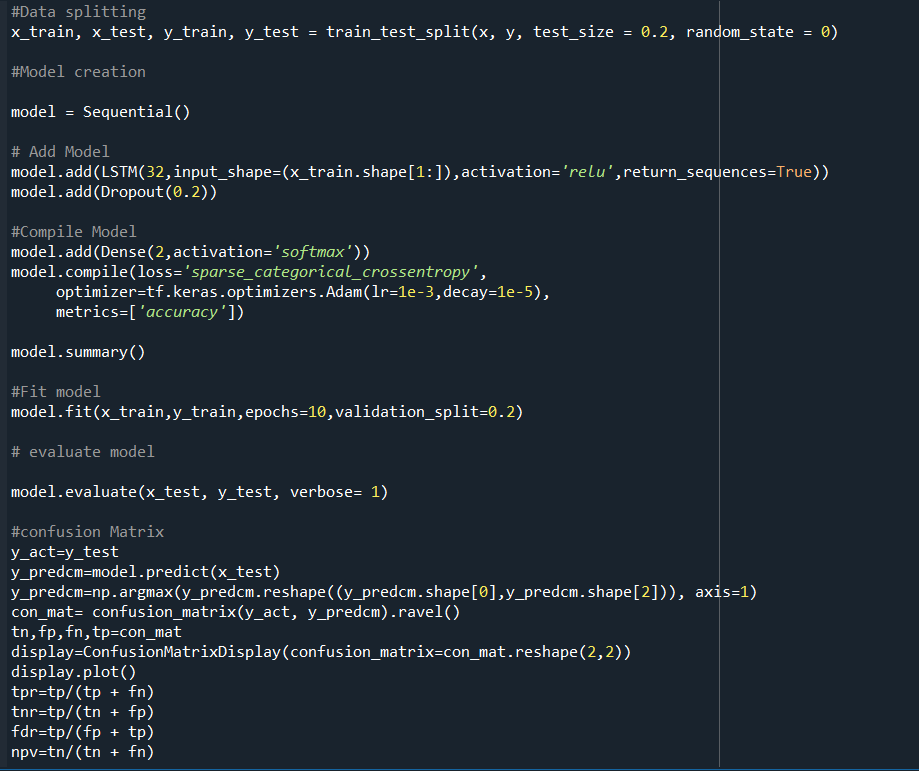 #Data splitting
x_train, x_test, y_train, y_test = train_test_split(x, y, test_size = 0.2, random_state = 0)
#Model creation
model = Sequential()
# Add Model
model.add(LSTM(32,input_shape=(x_train.shape[1:]),activation='relu',return_sequences=True))
model.add(Dropout(0.2))
#Compile Model
model.add(Dense(2,activation='softmax'))
model.compile(loss='sparse_categorical_crossentropy',
     optimizer=tf.keras.optimizers.Adam(lr=1e-3,decay=1e-5),
     metrics=['accuracy'])
model.summary()
#Fit model
model.fit(x_train,y_train,epochs=10,validation_split=0.2)
# evaluate model
model.evaluate(x_test, y_test, verbose= 1)
#confusion Matrix
y_act=y_test
y_predcm=model.predict(x_test)
y_predcm=np.argmax(y_predcm.reshape((y_predcm.shape[0],y_predcm.shape[2])), axis=1)
con_mat= confusion_matrix(y_act, y_predcm).ravel()
tn,fp,fn,tp=con_mat
display=ConfusionMatrixDisplay(confusion_matrix=con_mat.reshape(2,2))
display.plot()
tpr=tp/(tp + fn)
tnr=tp/(tn + fp)
fdr=tp/(fp + tp)
npv=tn/(tn + fn)